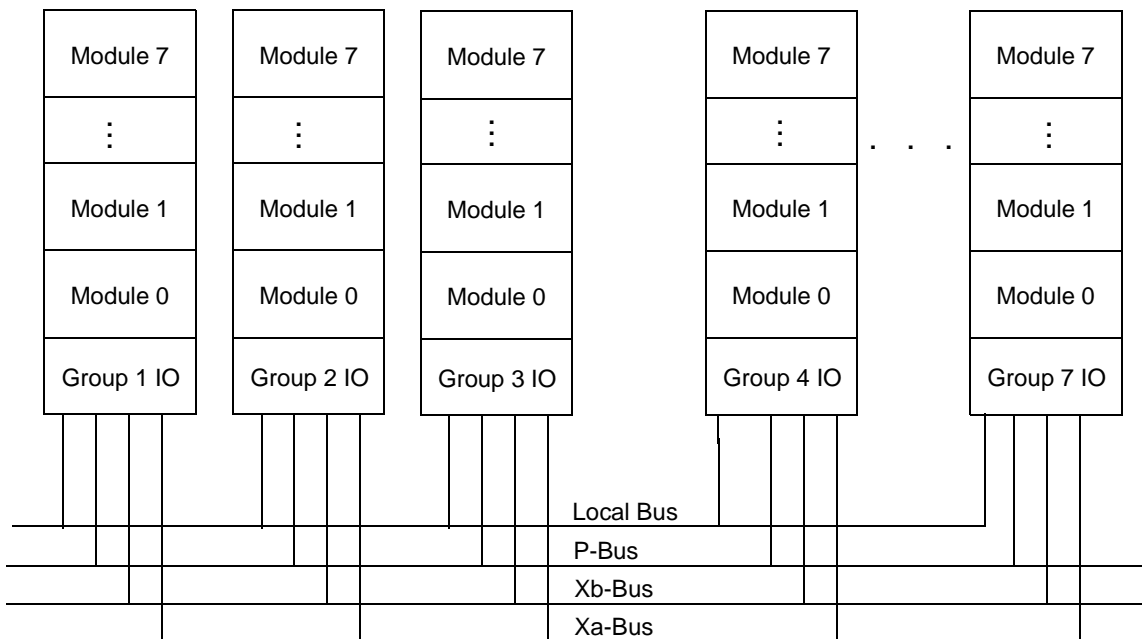 Module 7 Module 7 Module 7 Module 7 Module 7
⋮ ⋮ ⋮ ⋮ . . . ⋮
Module 1 Module 1 Module 1 Module 1 Module 1
Module 0 Module 0 Module 0 Module 0 Module 0
Group 1 IO Group 2 IO Group 3 IO Group 4 IO Group 7 IO
Local Bus
P-Bus
Xb-Bus
Xa-Bus